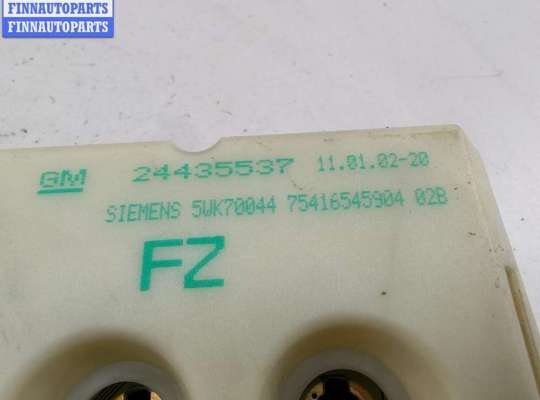 FINNAUTOPARTS
FINNAUTOPARTS
GM 24435537 11.01.02-20
SIEMENS 5WK70044 75416545904 02B
FZ